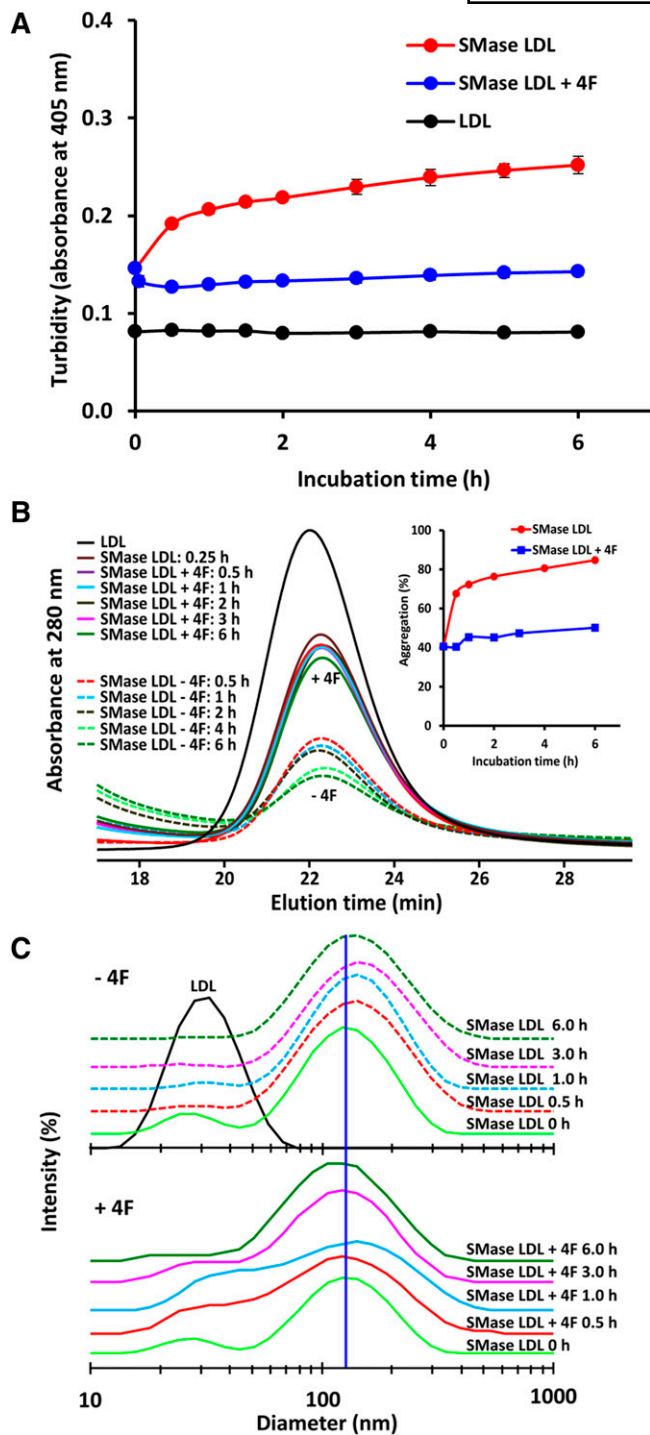 A
0.4
0.3
0.2
0.1
0.0
Turbidity (absorbance at 405 nm)
SMase LDL
SMase LDL + 4F
LDL
0
2
4
6
Incubation time (h)
B
Absorbance at 280 nm
LDL
SMase LDL: 0.25 h
SMase LDL + 4F: 0.5 h
SMase LDL + 4F: 1 h
SMase LDL + 4F: 2 h
SMase LDL + 4F: 3 h
SMase LDL + 4F: 6 h
SMase LDL - 4F: 0.5 h
SMase LDL - 4F: 1 h
SMase LDL - 4F: 2 h
SMase LDL - 4F: 4 h
SMase LDL - 4F: 6 h
+ 4F
- 4F
SMase LDL
SMase LDL + 4F
Aggregation (%)
100
80
60
40
20
0
0
2
4
6
Incubation time (h)
18
20
22
24
26
28
Elution time (min)
C
- 4F
LDL
SMase LDL 6.0 h
SMase LDL 3.0 h
SMase LDL 1.0 h
SMase LDL 0.5 h
SMase LDL 0 h
Intensity (%)
+ 4F
SMase LDL + 4F 6.0 h
SMase LDL + 4F 3.0 h
SMase LDL + 4F 1.0 h
SMase LDL + 4F 0.5 h
SMase LDL 0 h
10
100
1000
Diameter (nm)